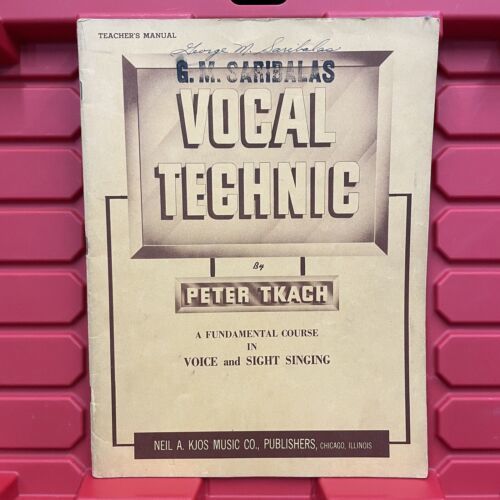 TEACHER'S MANUAL
George M. Saribalas
G. M. SARIBALAS
VOCAL
TECHNIC
By
PETER TKACH
A FUNDAMENTAL COURSE
IN
VOICE and SIGHT SINGING
NEIL A. KJOS MUSIC CO., PUBLISHERS, CHICAGO, ILLINOIS